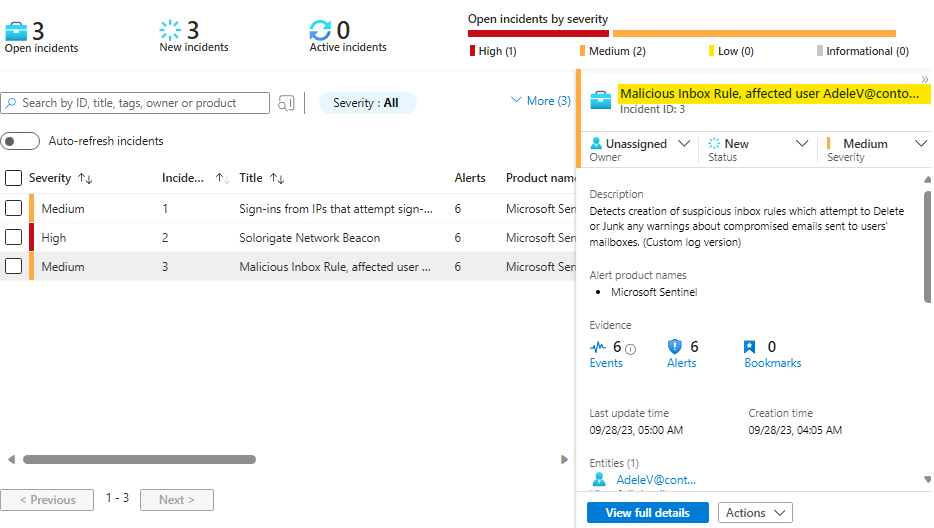 3
Open incidents
3
New incidents
0
Active incidents
Open incidents by severity
High (1)
Medium (2)
Low (0)
Informational (0)
Search by ID, title, tags, owner or product
Severity : All
More (3)
Auto-refresh incidents
Severity
Incide...
Title
Alerts
Product name
Medium
1
Sign-ins from IPs that attempt sign-...
6
Microsoft Sent
High
2
Solorigate Network Beacon
6
Microsoft Sen
Medium
3
Malicious Inbox Rule, affected user ...
6
Microsoft Sen
< Previous
1 - 3
Next >
»
Malicious Inbox Rule, affected user AdeleV@conto...
Incident ID: 3
Unassigned
Owner
New
Status
Medium
Severity
Description
Detects creation of suspicious inbox rules which attempt to Delete
or Junk any warnings about compromised emails sent to users'
mailboxes. (Custom log version)
Alert product names
• Microsoft Sentinel
Evidence
6
Events
6
Alerts
0
Bookmarks
Last update time
09/28/23, 05:00 AM
Creation time
09/28/23, 04:05 AM
Entities (1)
AdeleV@cont...
View full details
Actions